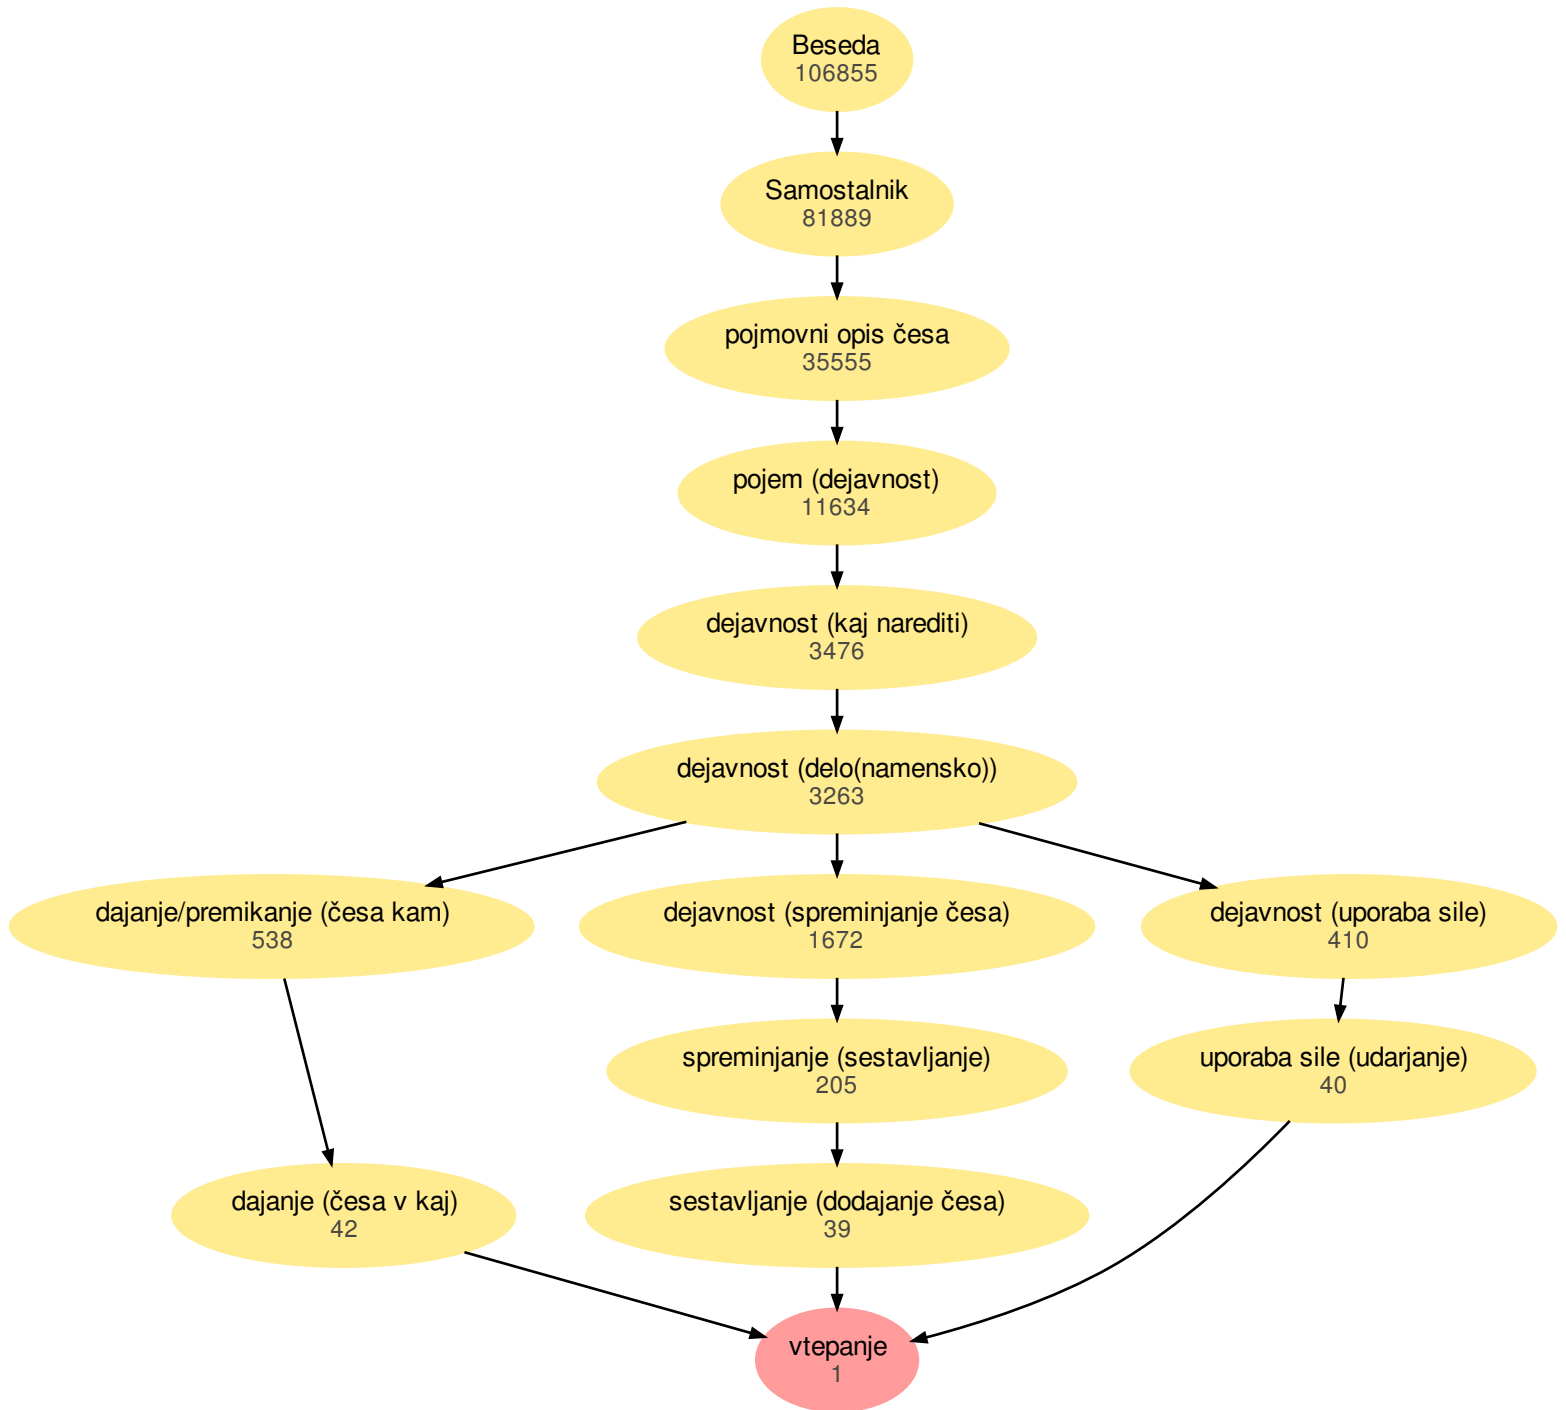 Beseda
106855
Samostalnik
81889
pojmovni opis česa
35555
pojem (dejavnost)
11634
dejavnost (kaj narediti)
3476
dejavnost (delo(namensko))
3263
dajanje/premikanje (česa kam)
538
dejavnost (spreminjanje česa)
1672
dejavnost (uporaba sile)
410
spreminjanje (sestavljanje)
205
uporaba sile (udarjanje)
40
dajanje (česa v kaj)
42
sestavljanje (dodajanje česa)
39
vtepanje
1